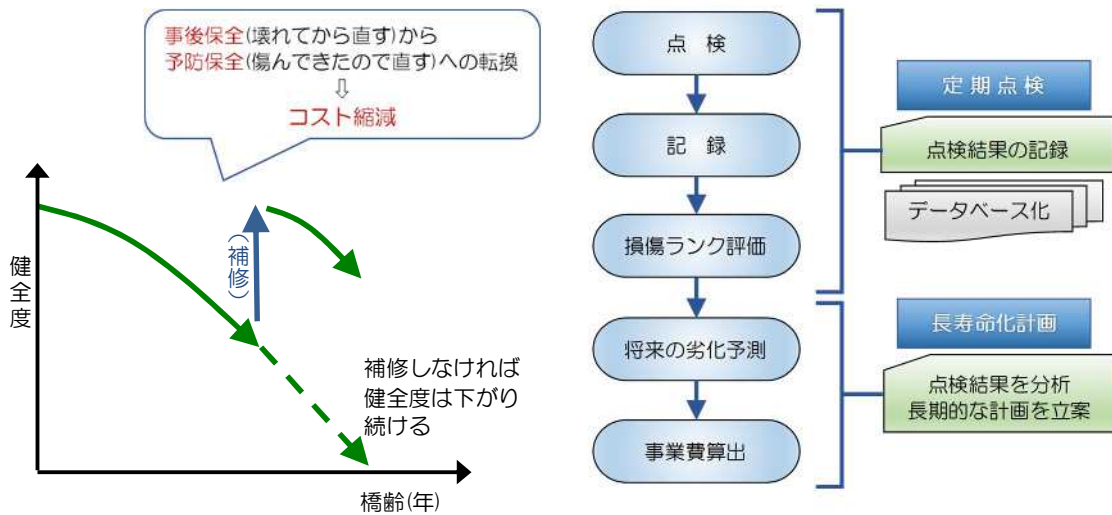 事後保全(壊れてから直す)から
予防保全(傷んできたので直す)への転換
⇩
コスト縮減
健全度
(補修)
補修しなければ
健全度は下がり
続ける
橋齢(年)
点 検
記 録
損傷ランク評価
将来の劣化予測
事業費算出
定期点検
点検結果の記録
データベース化
長寿命化計画
点検結果を分析
長期的な計画を立案